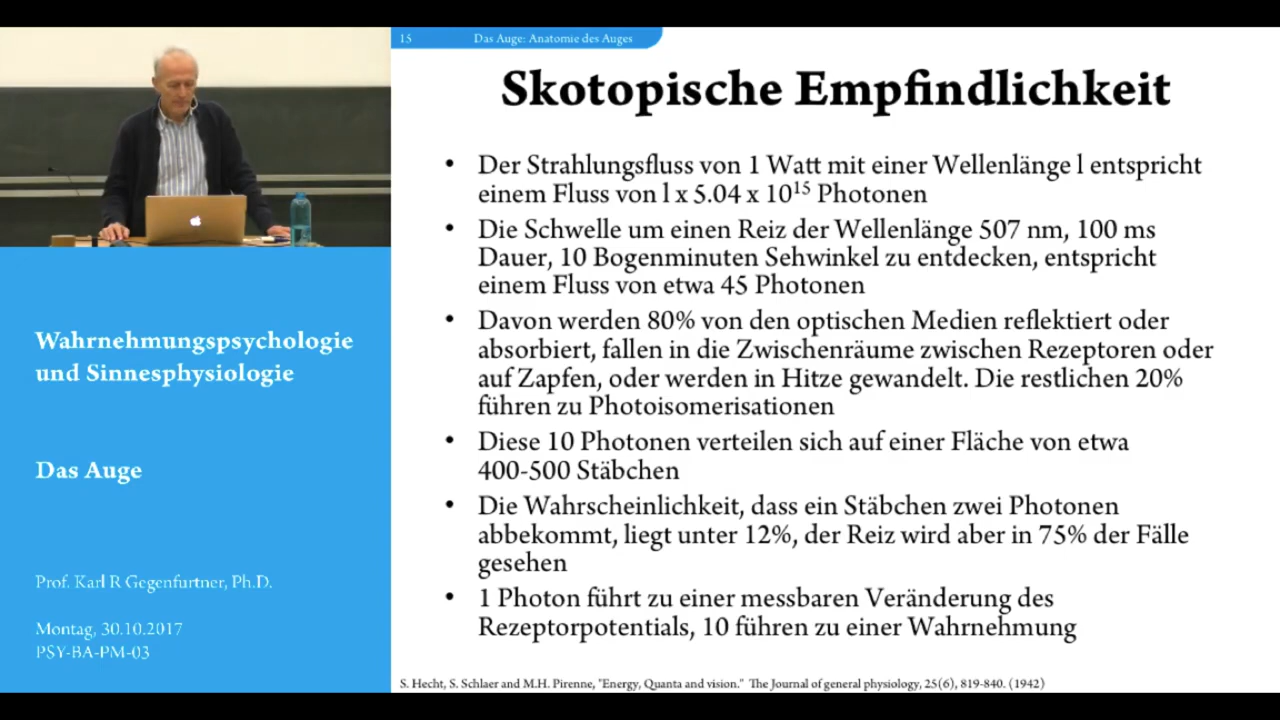 15 Das Auge: Anatomie des Auges
Skotopische Empfindlichkeit
• Der Strahlungsfluss von 1 Watt mit einer Wellenlänge l entspricht
einem Fluss von l x 5.04 x 10¹⁵ Photonen
• Die Schwelle um einen Reiz der Wellenlänge 507 nm, 100 ms
Dauer, 10 Bogenminuten Sehwinkel zu entdecken, entspricht
einem Fluss von etwa 45 Photonen
• Davon werden 80% von den optischen Medien reflektiert oder
absorbiert, fallen in die Zwischenräume zwischen Rezeptoren oder
auf Zapfen, oder werden in Hitze gewandelt. Die restlichen 20%
führen zu Photoisomerisationen
• Diese 10 Photonen verteilen sich auf einer Fläche von etwa
400-500 Stäbchen
• Die Wahrscheinlichkeit, dass ein Stäbchen zwei Photonen
abbekommt, liegt unter 12%, der Reiz wird aber in 75% der Fälle
gesehen
• 1 Photon führt zu einer messbaren Veränderung des
Rezeptorpotentials, 10 führen zu einer Wahrnehmung
S. Hecht, S. Schlaer and M.H. Pirenne, "Energy, Quanta and vision." The Journal of general physiology, 25(6), 819-840. (1942)
Wahrnehmungspsychologie
und Sinnesphysiologie
Das Auge
Prof. Karl R Gegenfurtner, Ph.D.
Montag, 30.10.2017
PSY-BA-PM-03